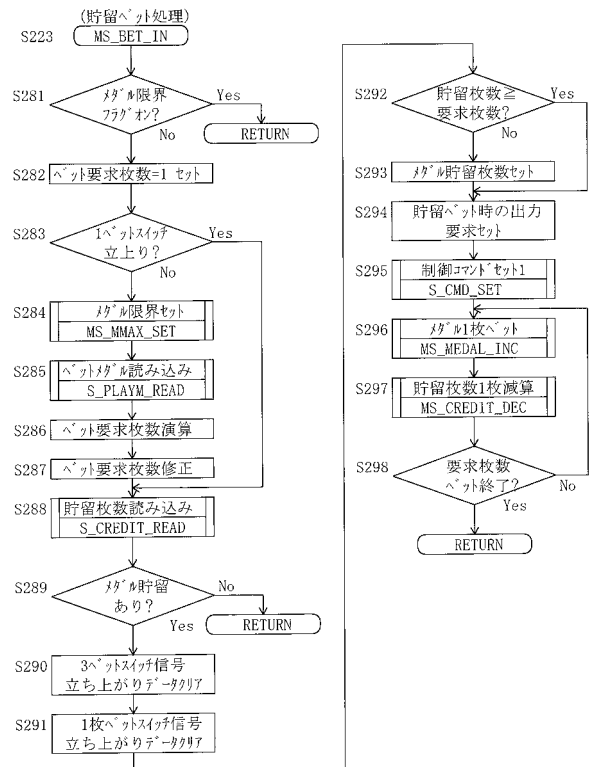 (貯留ベット処理)
S223 MS_BET_IN
S281 メダル限界
フラグオン?
Yes
RETURN
No
S282 ベット要求枚数=1 セット
S283 1ベットスイッチ
立上り?
Yes
No
S284 メダル限界セット
MS_MMAX_SET
S285 ベットメダル読み込み
S_PLAYM_READ
S286 ベット要求枚数演算
S287 ベット要求枚数修正
S288 貯留枚数読み込み
S_CREDIT_READ
S289 メダル貯留
あり?
No
Yes
RETURN
S290 3ベットスイッチ信号
立ち上がりデータクリア
S291 1枚ベットスイッチ信号
立ち上がりデータクリア
S292 貯留枚数≧
要求枚数?
Yes
No
S293 メダル貯留枚数セット
S294 貯留ベット時の出力
要求セット
S295 制御コマンドセット1
S_CMD_SET
S296 メダル1枚ベット
MS_MEDAL_INC
S297 貯留枚数1枚減算
MS_CREDIT_DEC
S298 要求枚数
ベット終了?
No
Yes
RETURN